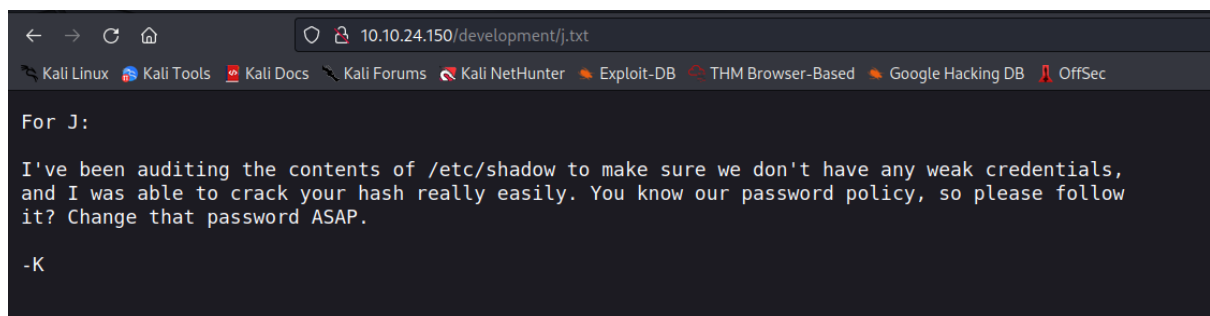 10.10.24.150/development/j.txt
Kali Linux Kali Tools Kali Docs Kali Forums Kali NetHunter Exploit-DB THM Browser-Based Google Hacking DB OffSec
For J:
I've been auditing the contents of /etc/shadow to make sure we don't have any weak credentials,
and I was able to crack your hash really easily. You know our password policy, so please follow
it? Change that password ASAP.
-K